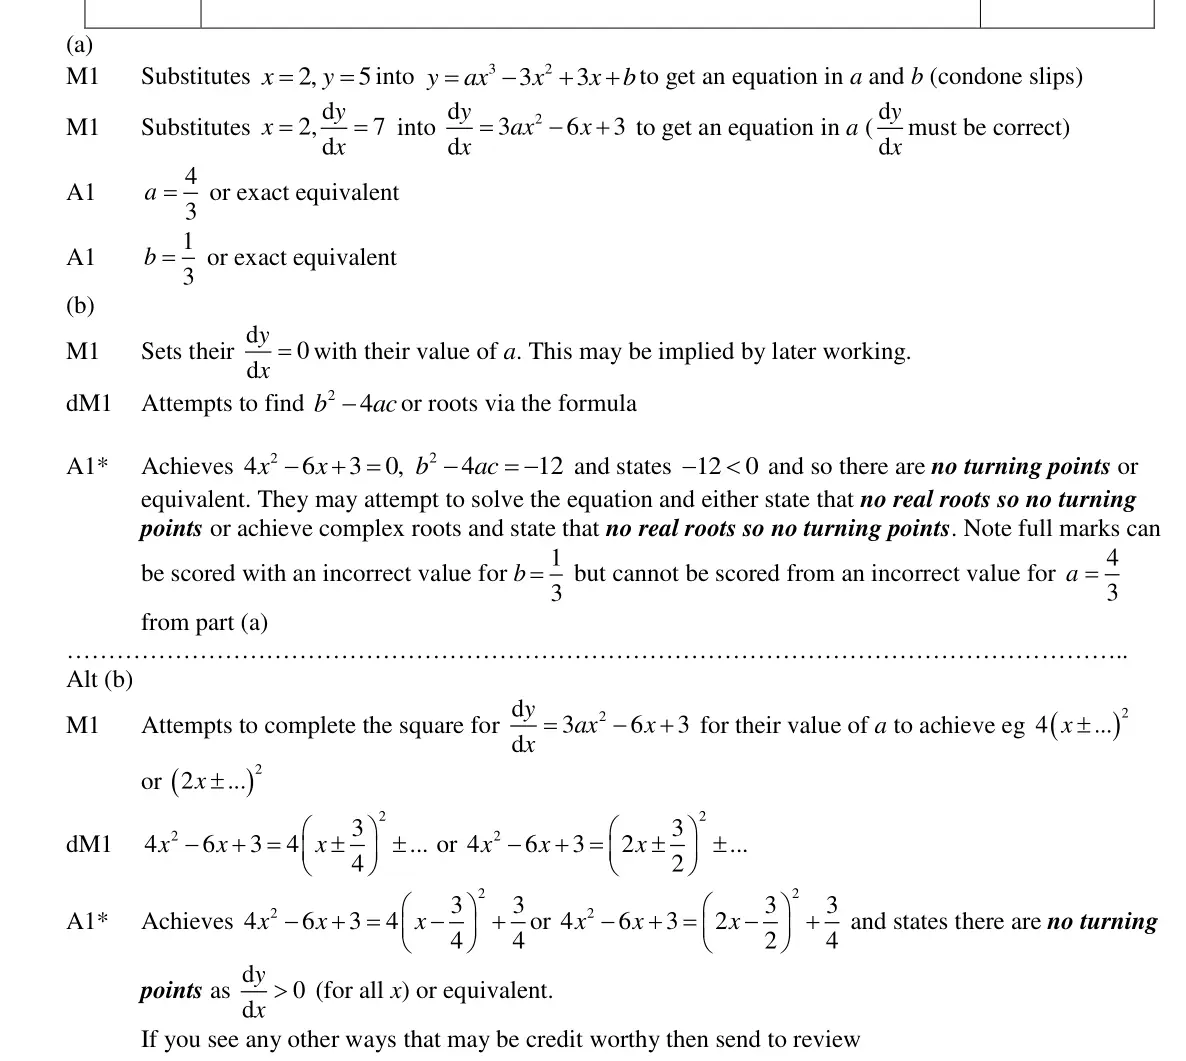 (a)
M1 Substitutes x = 2, y = 5 into y = ax³ − 3x² + 3x + b to get an equation in a and b (condone slips)
M1 Substitutes x = 2, dy/dx = 7 into dy/dx = 3ax² − 6x + 3 to get an equation in a (dy/dx must be correct)
A1 a = 4/3 or exact equivalent
A1 b = 1/3 or exact equivalent
(b)
M1 Sets their dy/dx = 0 with their value of a. This may be implied by later working.
dM1 Attempts to find b² − 4ac or roots via the formula
A1* Achieves 4x² − 6x + 3 = 0, b² − 4ac = −12 and states −12 < 0 and so there are no turning points or
equivalent. They may attempt to solve the equation and either state that no real roots so no turning
points or achieve complex roots and state that no real roots so no turning points. Note full marks can
be scored with an incorrect value for b = 1/3 but cannot be scored from an incorrect value for a = 4/3
from part (a)
…………………………………………………………………………………………………………………..
Alt (b)
M1 Attempts to complete the square for dy/dx = 3ax² − 6x + 3 for their value of a to achieve eg 4(x ± ...)²
or (2x ± ...)²
dM1 4x² − 6x + 3 = 4(x ± 3/4)² ± ... or 4x² − 6x + 3 = (2x ± 3/2)² ± ...
A1* Achieves 4x² − 6x + 3 = 4(x − 3/4)² + 3/4 or 4x² − 6x + 3 = (2x − 3/2)² + 3/4 and states there are no turning
points as dy/dx > 0 (for all x) or equivalent.
If you see any other ways that may be credit worthy then send to review